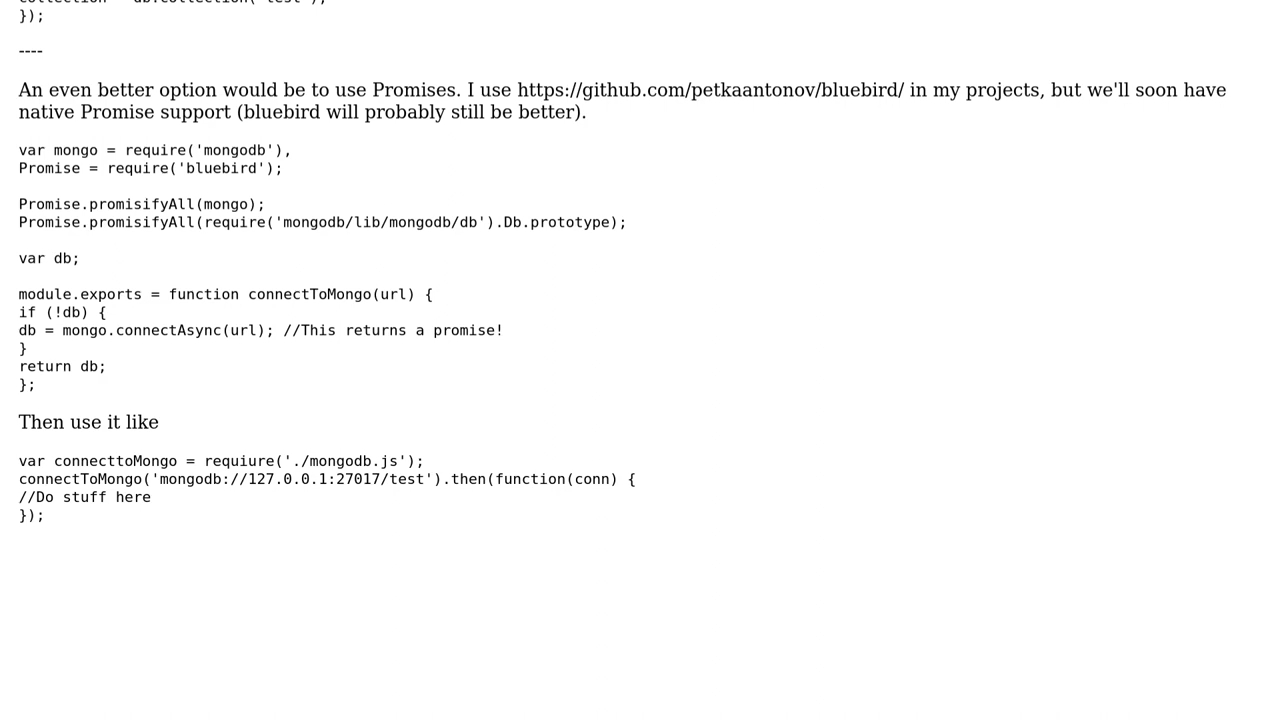 collection = db.collection('test');
});
----
An even better option would be to use Promises. I use https://github.com/petkaantonov/bluebird/ in my projects, but we'll soon have
native Promise support (bluebird will probably still be better).
var mongo = require('mongodb'),
Promise = require('bluebird');
Promise.promisifyAll(mongo);
Promise.promisifyAll(require('mongodb/lib/mongodb/db').Db.prototype);
var db;
module.exports = function connectToMongo(url) {
if (!db) {
db = mongo.connectAsync(url); //This returns a promise!
}
return db;
};
Then use it like
var connecttoMongo = requiure('./mongodb.js');
connectToMongo('mongodb://127.0.0.1:27017/test').then(function(conn) {
//Do stuff here
});